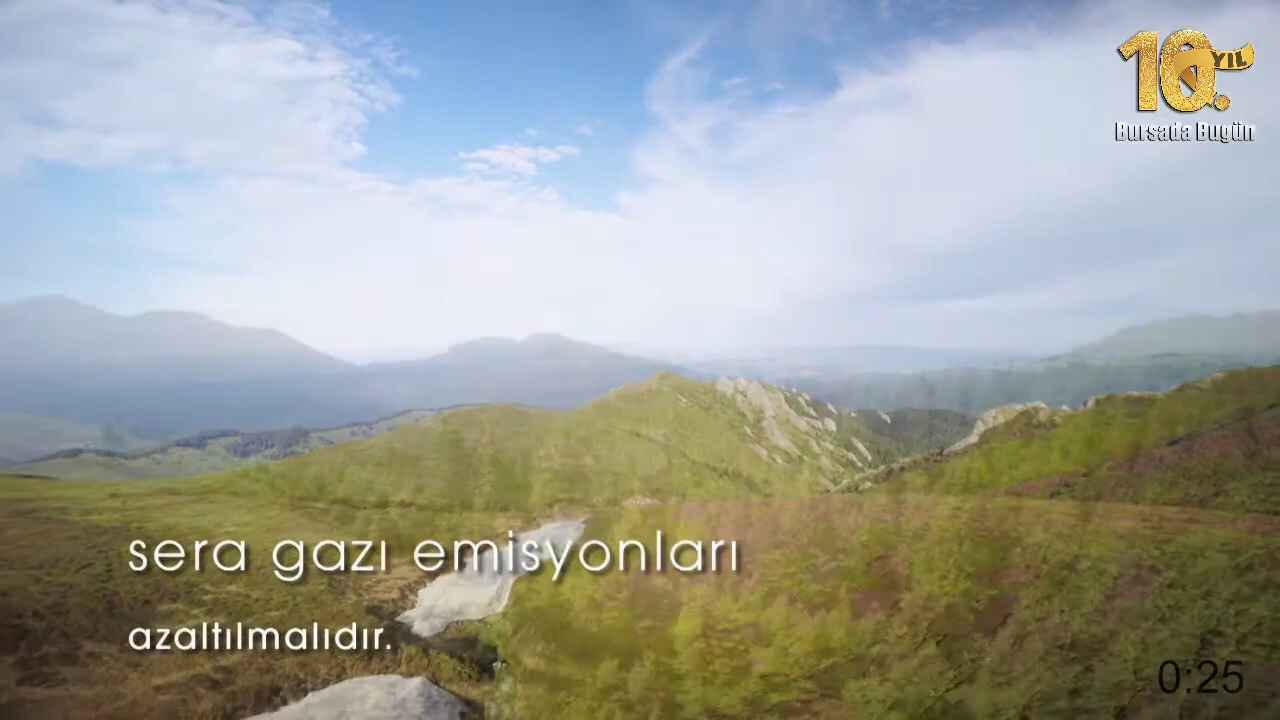 10.
YIL
Bursada Bugün
sera gazı emisyonları
azaltılmalıdır.
0:25